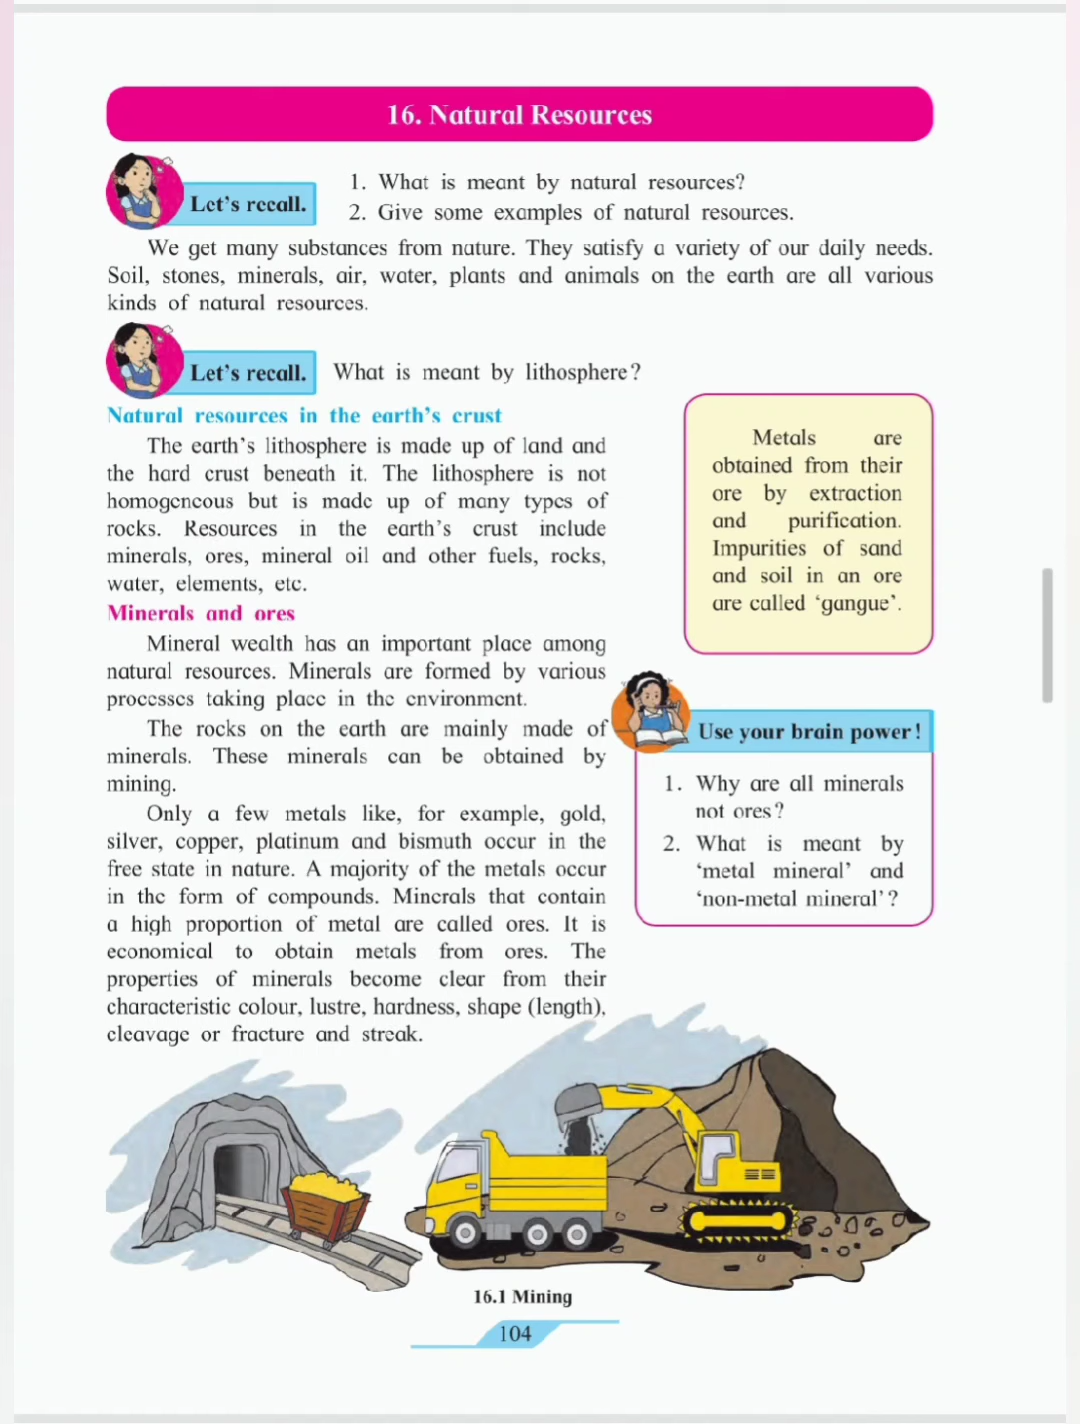 16. Natural Resources
Let's recall.
1. What is meant by natural resources?
2. Give some examples of natural resources.
We get many substances from nature. They satisfy a variety of our daily needs.
Soil, stones, minerals, air, water, plants and animals on the earth are all various
kinds of natural resources.
Let's recall.
What is meant by lithosphere?
Natural resources in the earth's crust
The earth's lithosphere is made up of land and
the hard crust beneath it. The lithosphere is not
homogeneous but is made up of many types of
rocks. Resources in the earth's crust include
minerals, ores, mineral oil and other fuels, rocks,
water, elements, etc.
Minerals and ores
Mineral wealth has an important place among
natural resources. Minerals are formed by various
processes taking place in the environment.
The rocks on the earth are mainly made of
minerals. These minerals can be obtained by
mining.
Only a few metals like, for example, gold,
silver, copper, platinum and bismuth occur in the
free state in nature. A majority of the metals occur
in the form of compounds. Minerals that contain
a high proportion of metal are called ores. It is
economical to obtain metals from ores. The
properties of minerals become clear from their
characteristic colour, lustre, hardness, shape (length),
cleavage or fracture and streak.
Metals are
obtained from their
ore by extraction
and purification.
Impurities of sand
and soil in an ore
are called 'gangue'.
Use your brain power!
1. Why are all minerals
not ores?
2. What is meant by
'metal mineral' and
'non-metal mineral'?
16.1 Mining
104